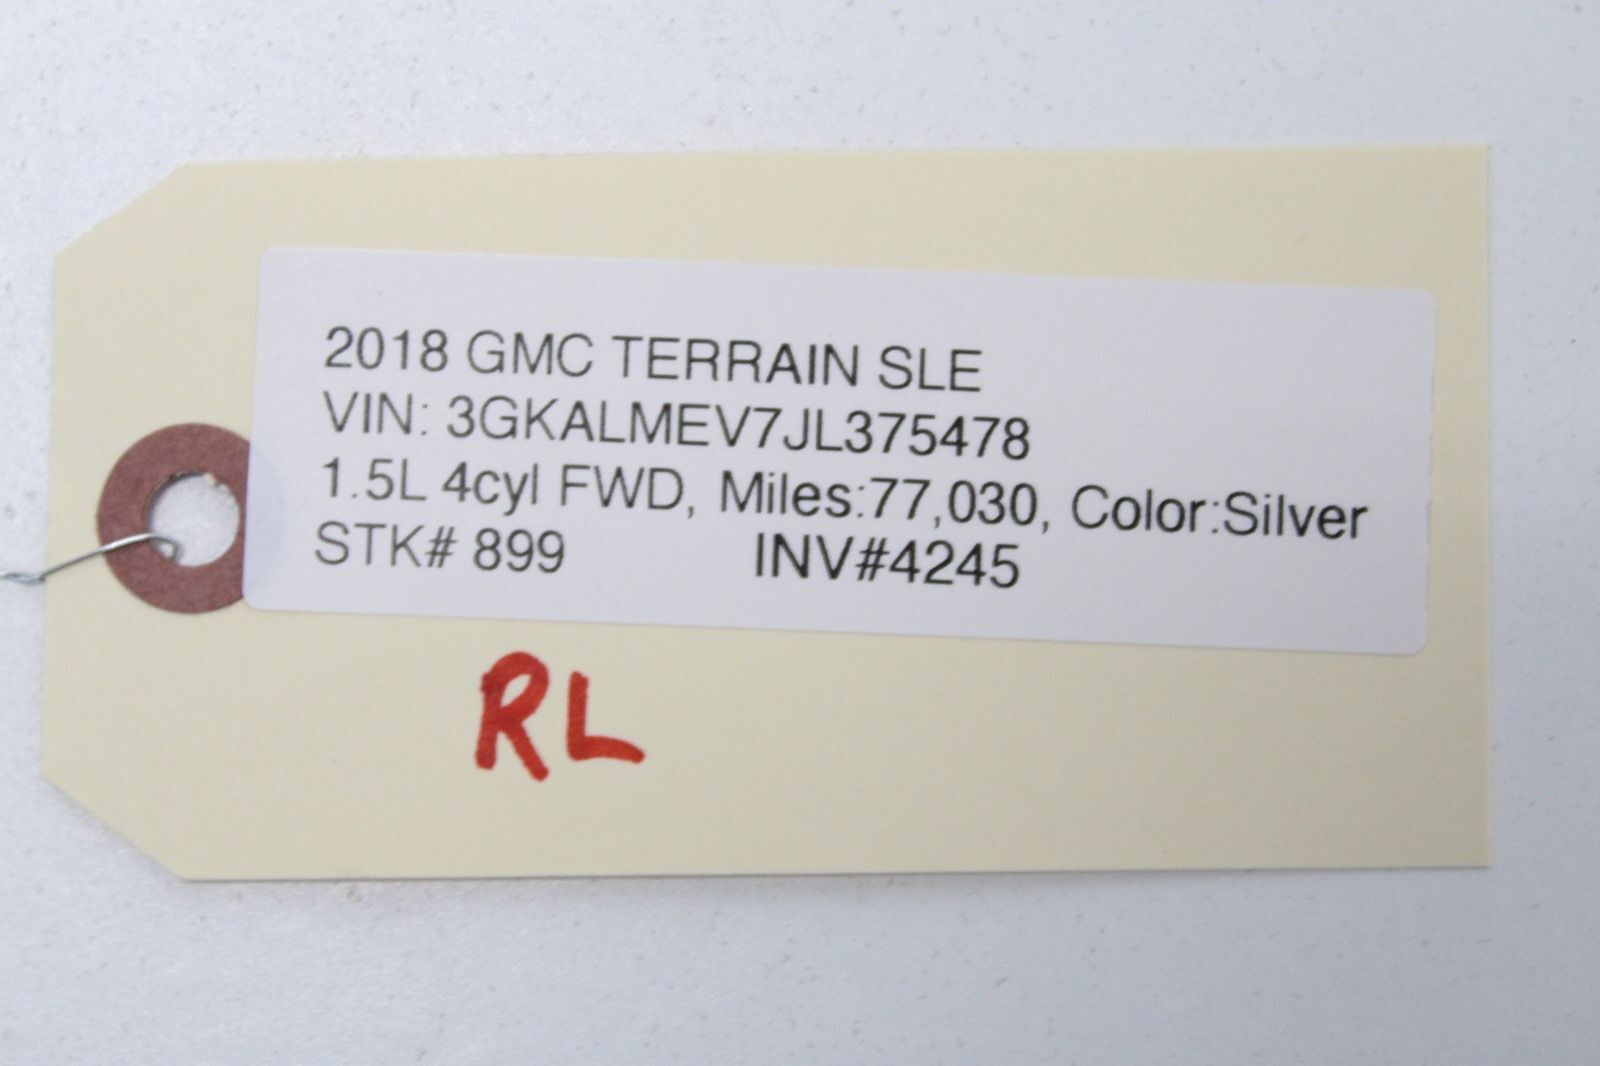 2018 GMC TERRAIN SLE
VIN: 3GKALMEV7JL375478
1.5L 4cyl FWD, Miles:77,030, Color:Silver
STK# 899 INV#4245
RL